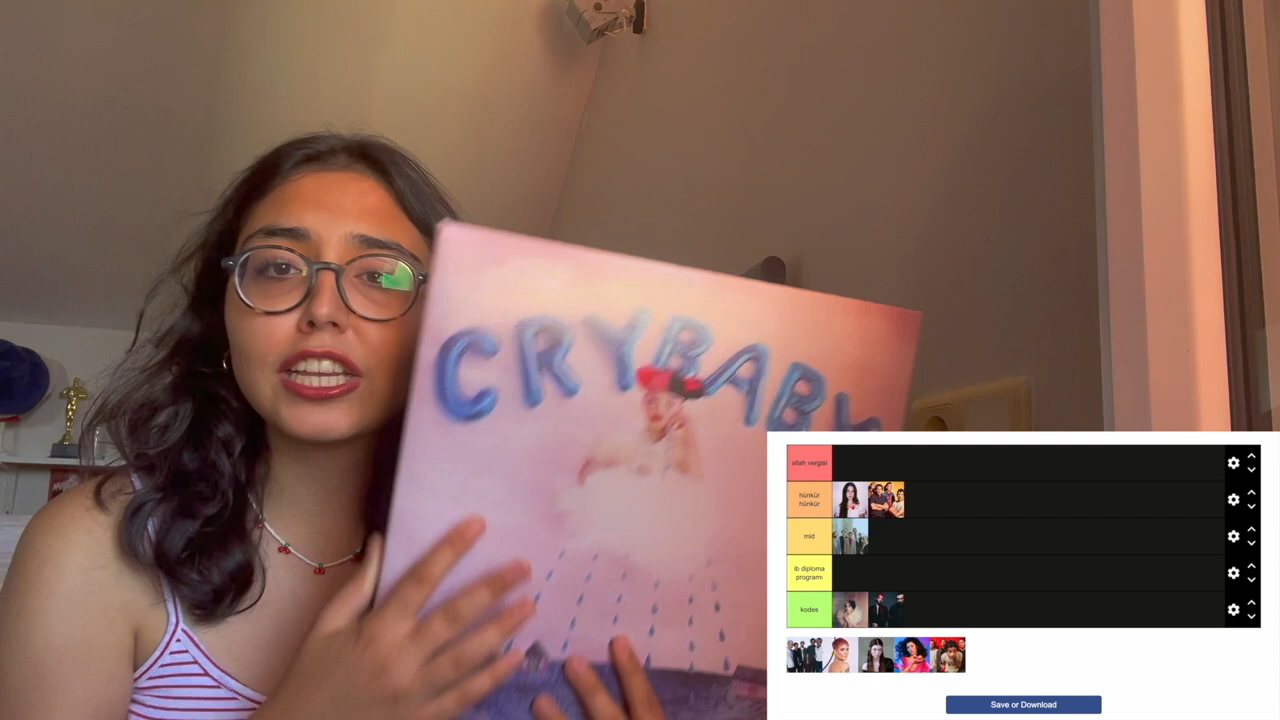 CRYBABY
allah vergisi
hünkür
hünkür
mid
ib diploma
programı
kodes
Save or Download